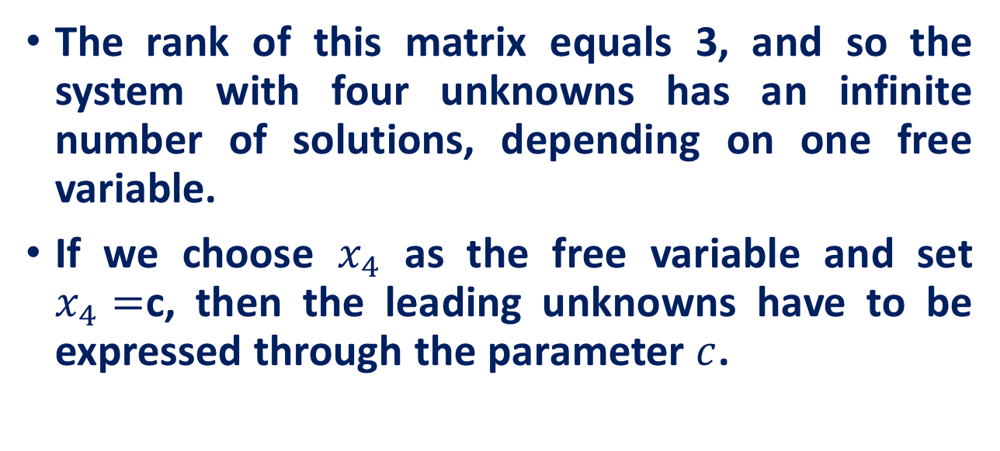 • The rank of this matrix equals 3, and so the
system with four unknowns has an infinite
number of solutions, depending on one free
variable.
• If we choose 𝑥₄ as the free variable and set
𝑥₄ =c, then the leading unknowns have to be
expressed through the parameter 𝑐.